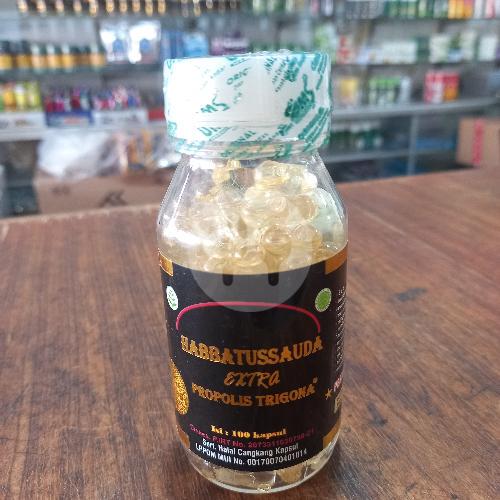 HABBATUSSAUDA
EXTRA
PROPOLIS TRIGONA
Isi : 100 kapsul
Sert. Halal Cangkang Kapsul
LPPOM MUI No. 00170070401014